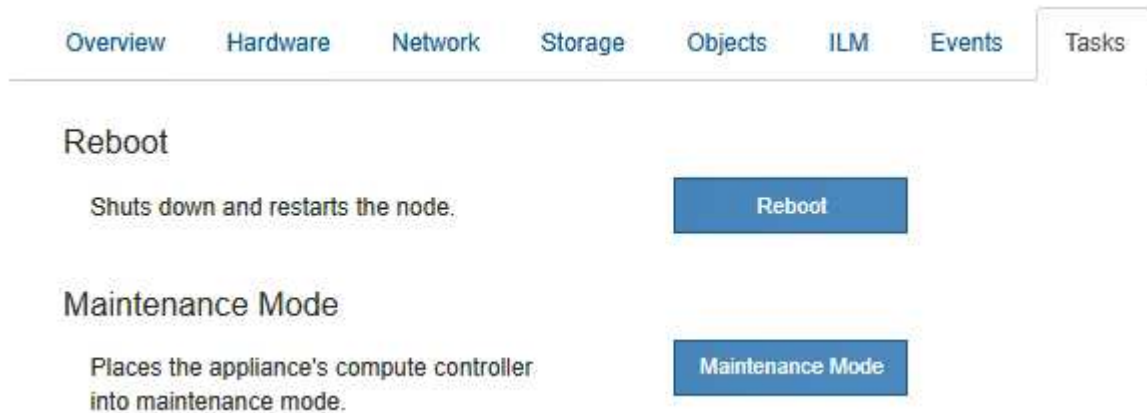 Overview Hardware Network Storage Objects ILM Events Tasks
Reboot
Shuts down and restarts the node. Reboot
Maintenance Mode
Places the appliance's compute controller Maintenance Mode
into maintenance mode.